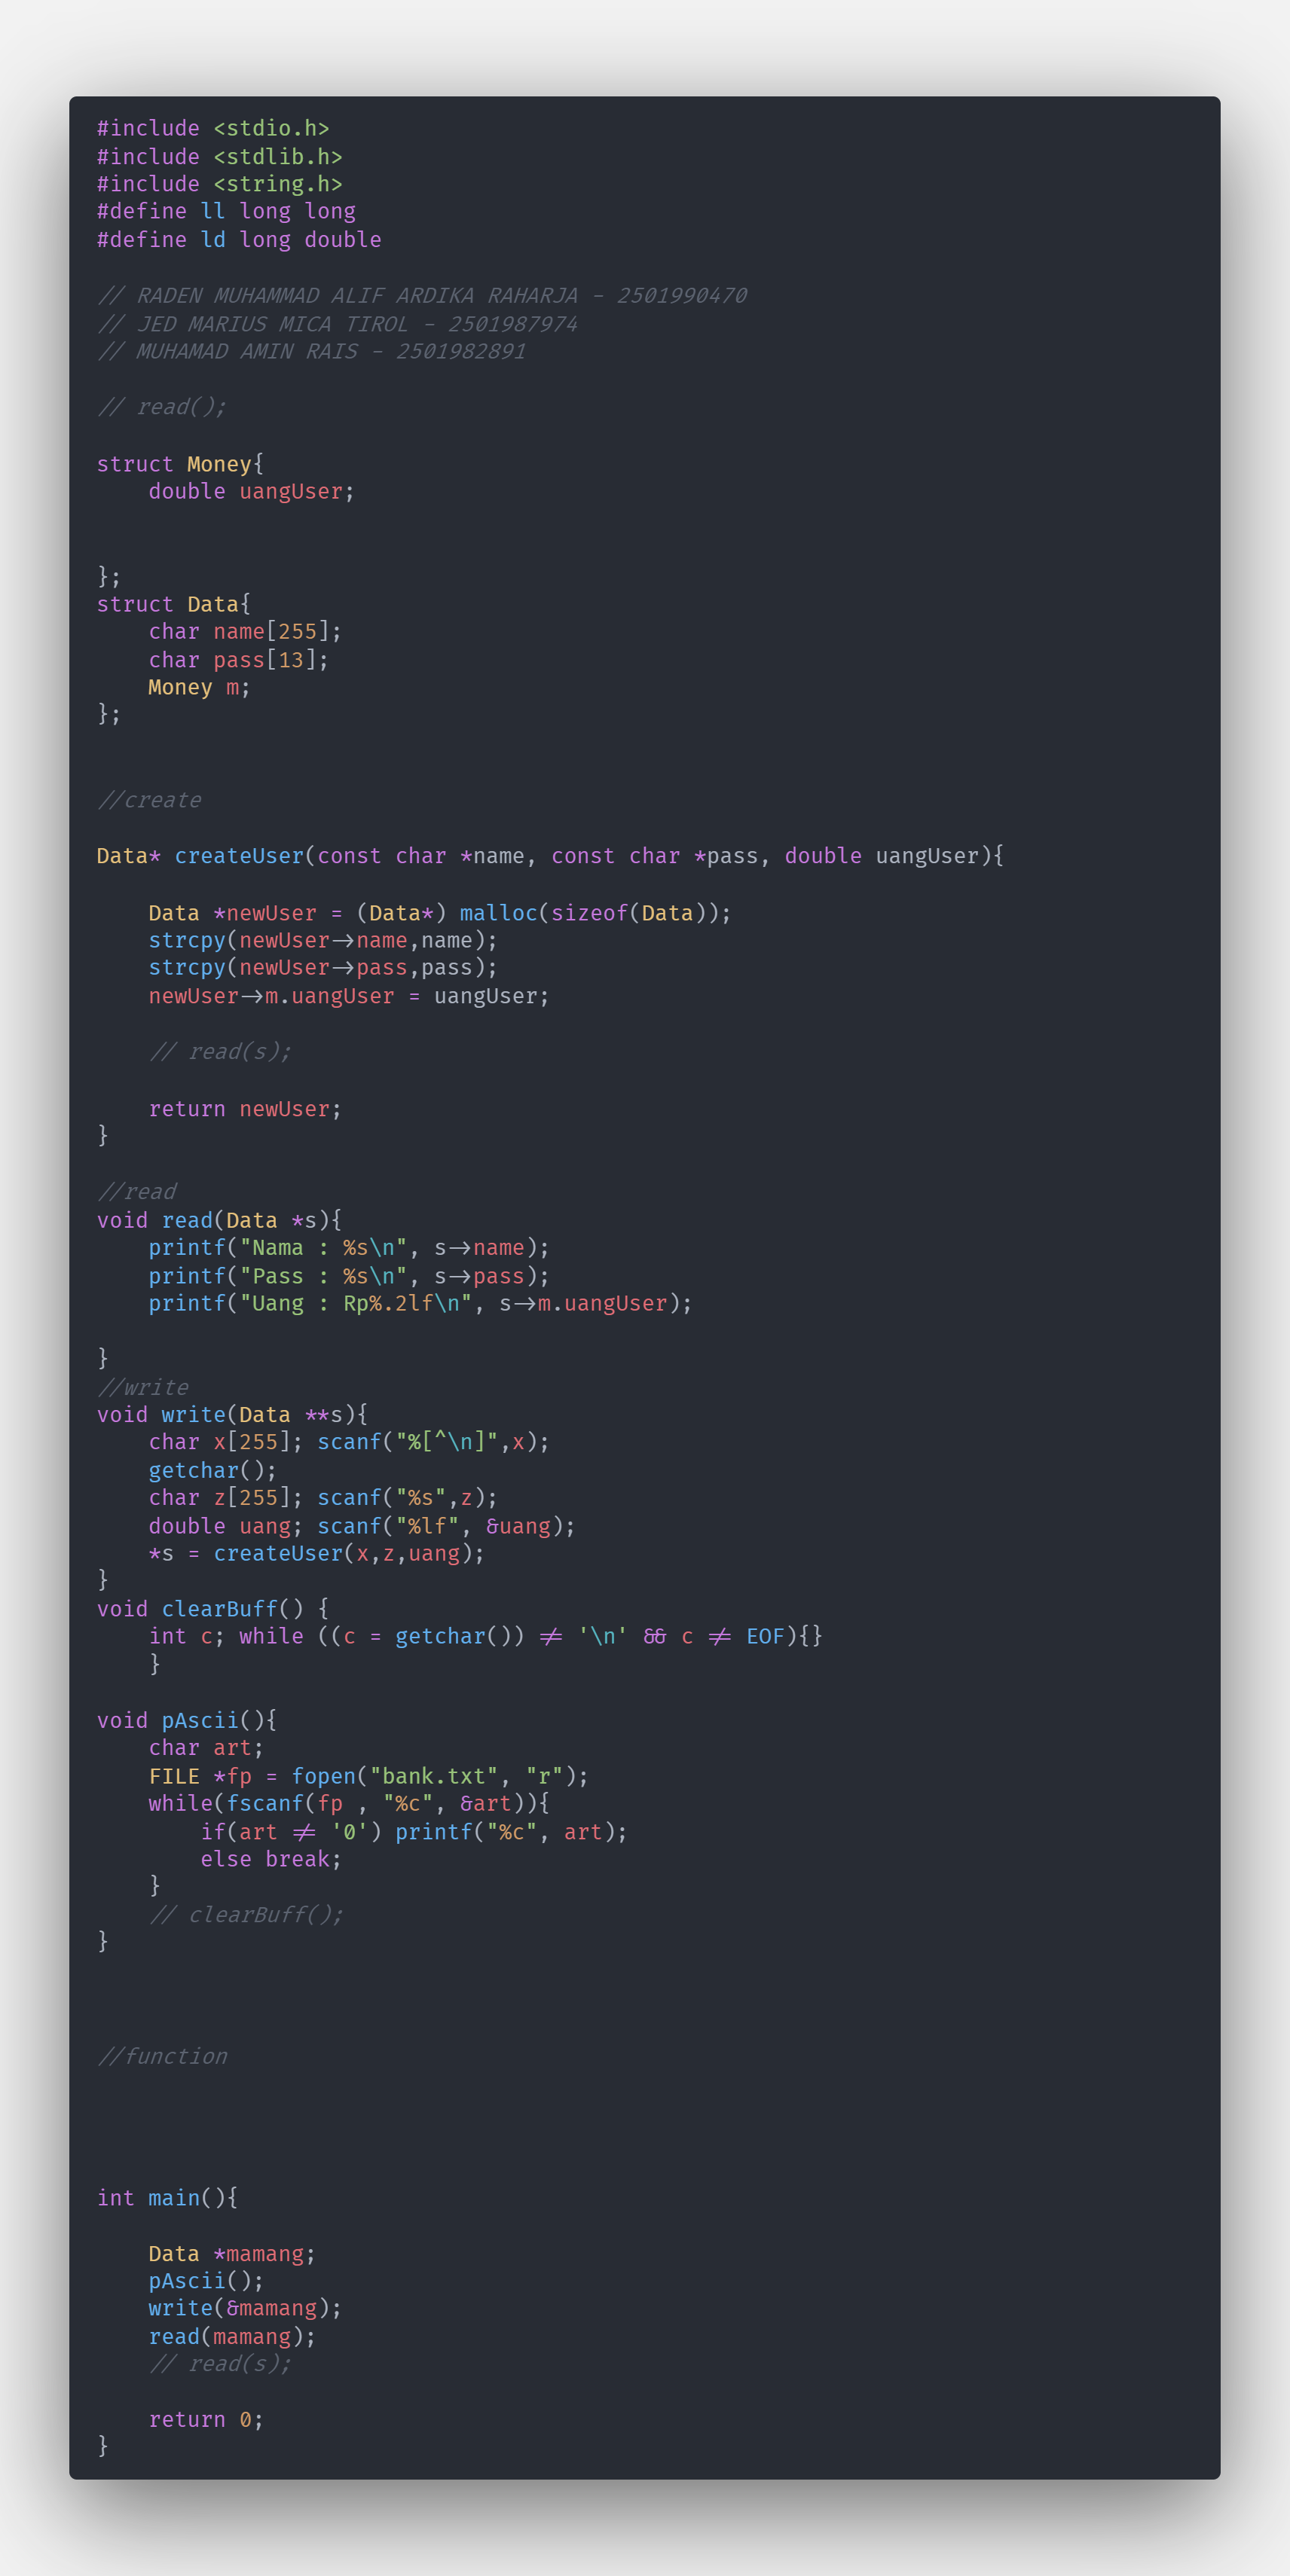 #include <stdio.h>
#include <stdlib.h>
#include <string.h>
#define ll long long
#define ld long double
// RADEN MUHAMMAD ALIF ARDIKA RAHARJA - 2501990470
// JED MARIUS MICA TIROL - 2501987974
// MUHAMAD AMIN RAIS - 2501982891
// read();
struct Money{
    double uangUser;
};
struct Data{
    char name[255];
    char pass[13];
    Money m;
};
//create
Data* createUser(const char *name, const char *pass, double uangUser){
    Data *newUser = (Data*) malloc(sizeof(Data));
    strcpy(newUser->name,name);
    strcpy(newUser->pass,pass);
    newUser->m.uangUser = uangUser;
    // read(s);
    return newUser;
}
//read
void read(Data *s){
    printf("Nama : %s\n", s->name);
    printf("Pass : %s\n", s->pass);
    printf("Uang : Rp%.2lf\n", s->m.uangUser);
}
//write
void write(Data **s){
    char x[255]; scanf("%[^\n]",x);
    getchar();
    char z[255]; scanf("%s",z);
    double uang; scanf("%lf", &uang);
    *s = createUser(x,z,uang);
}
void clearBuff() {
    int c; while ((c = getchar()) != '\n' && c != EOF){}
    }
void pAscii(){
    char art;
    FILE *fp = fopen("bank.txt", "r");
    while(fscanf(fp , "%c", &art)){
        if(art != '0') printf("%c", art);
        else break;
    }
    // clearBuff();
}
//function
int main(){
    Data *mamang;
    pAscii();
    write(&mamang);
    read(mamang);
    // read(s);
    return 0;
}